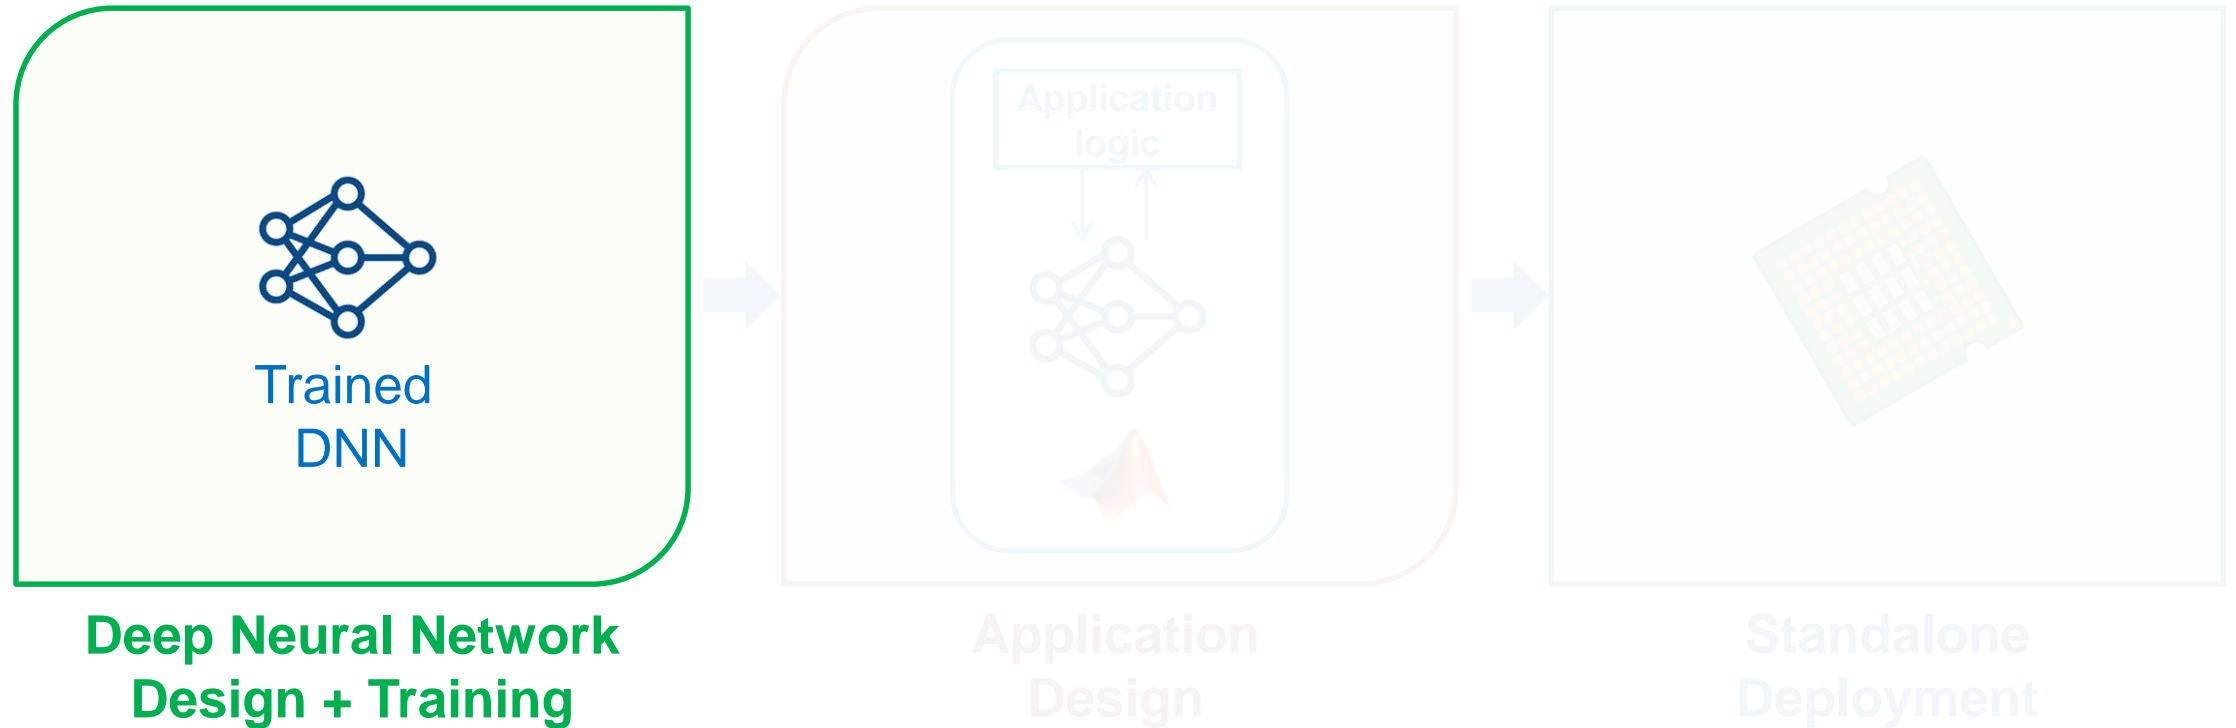 Application
logic
Trained
DNN
Deep Neural Network
Design + Training
Application
Design
Standalone
Deployment